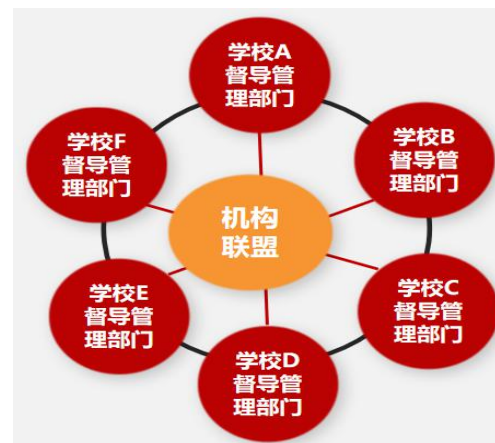 学校A
督导管
理部门
学校B
督导管
理部门
学校C
督导管
理部门
学校D
督导管
理部门
学校E
督导管
理部门
学校F
督导管
理部门
机构
联盟